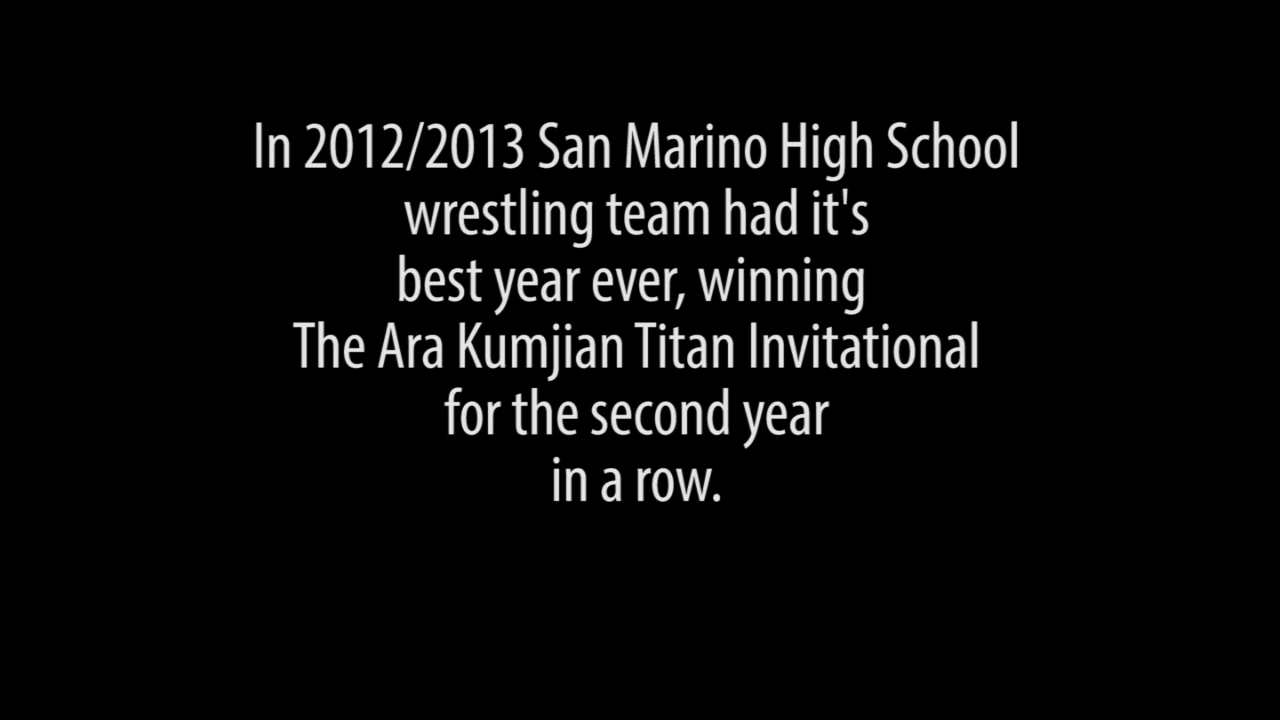 In 2012/2013 San Marino High School
wrestling team had it's
best year ever, winning
The Ara Kumjian Titan Invitational
for the second year
in a row.